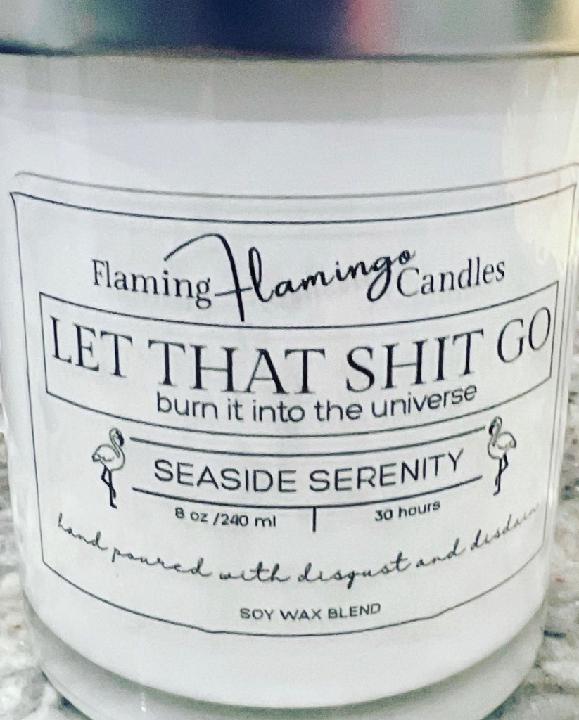 Flaming Flamingo Candles
LET THAT SHIT GO
burn it into the universe
SEASIDE SERENITY
8 oz /240 ml | 30 hours
hand poured with disgust and disdain
SOY WAX BLEND